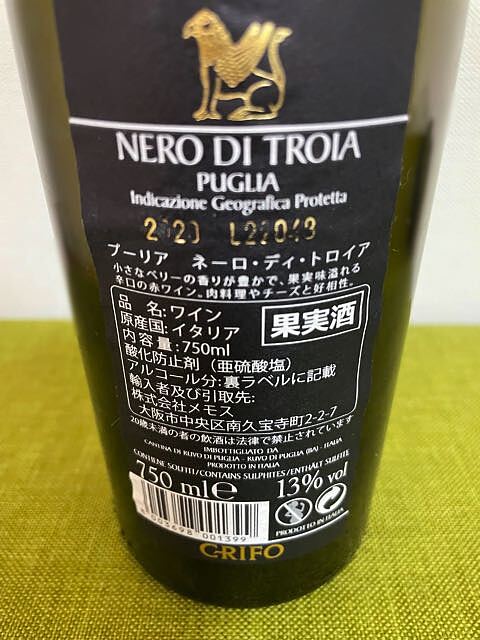 NERO DI TROIA
PUGLIA
Indicazione Geografica Protetta
2020 L22043
プーリア ネーロ・ディ・トロイア
小さなベリーの香りが豊かで、果実味溢れる
辛口の赤ワイン。肉料理やチーズと好相性。
品名:ワイン
原産国:イタリア
内容量:750ml
果実酒
酸化防止剤(亜硫酸塩)
アルコール分:裏ラベルに記載
輸入者及び引取先:
株式会社メモス
大阪市中央区南久宝寺町2-2-7
20歳未満の者の飲酒は法律で禁止されています
IMBOTTIGLIATO DA
CANTINA DI RUVO DI PUGLIA - RUVO DI PUGLIA (BA) - ITALIA
PRODOTTO IN ITALIA
CONTIENE SOLFITI/CONTAINS SULPHITES/ENTHÄLT SULFITE
750 ml e 13% vol
8 003698 001399
PRODOTTO IN ITALIA
GRIFO